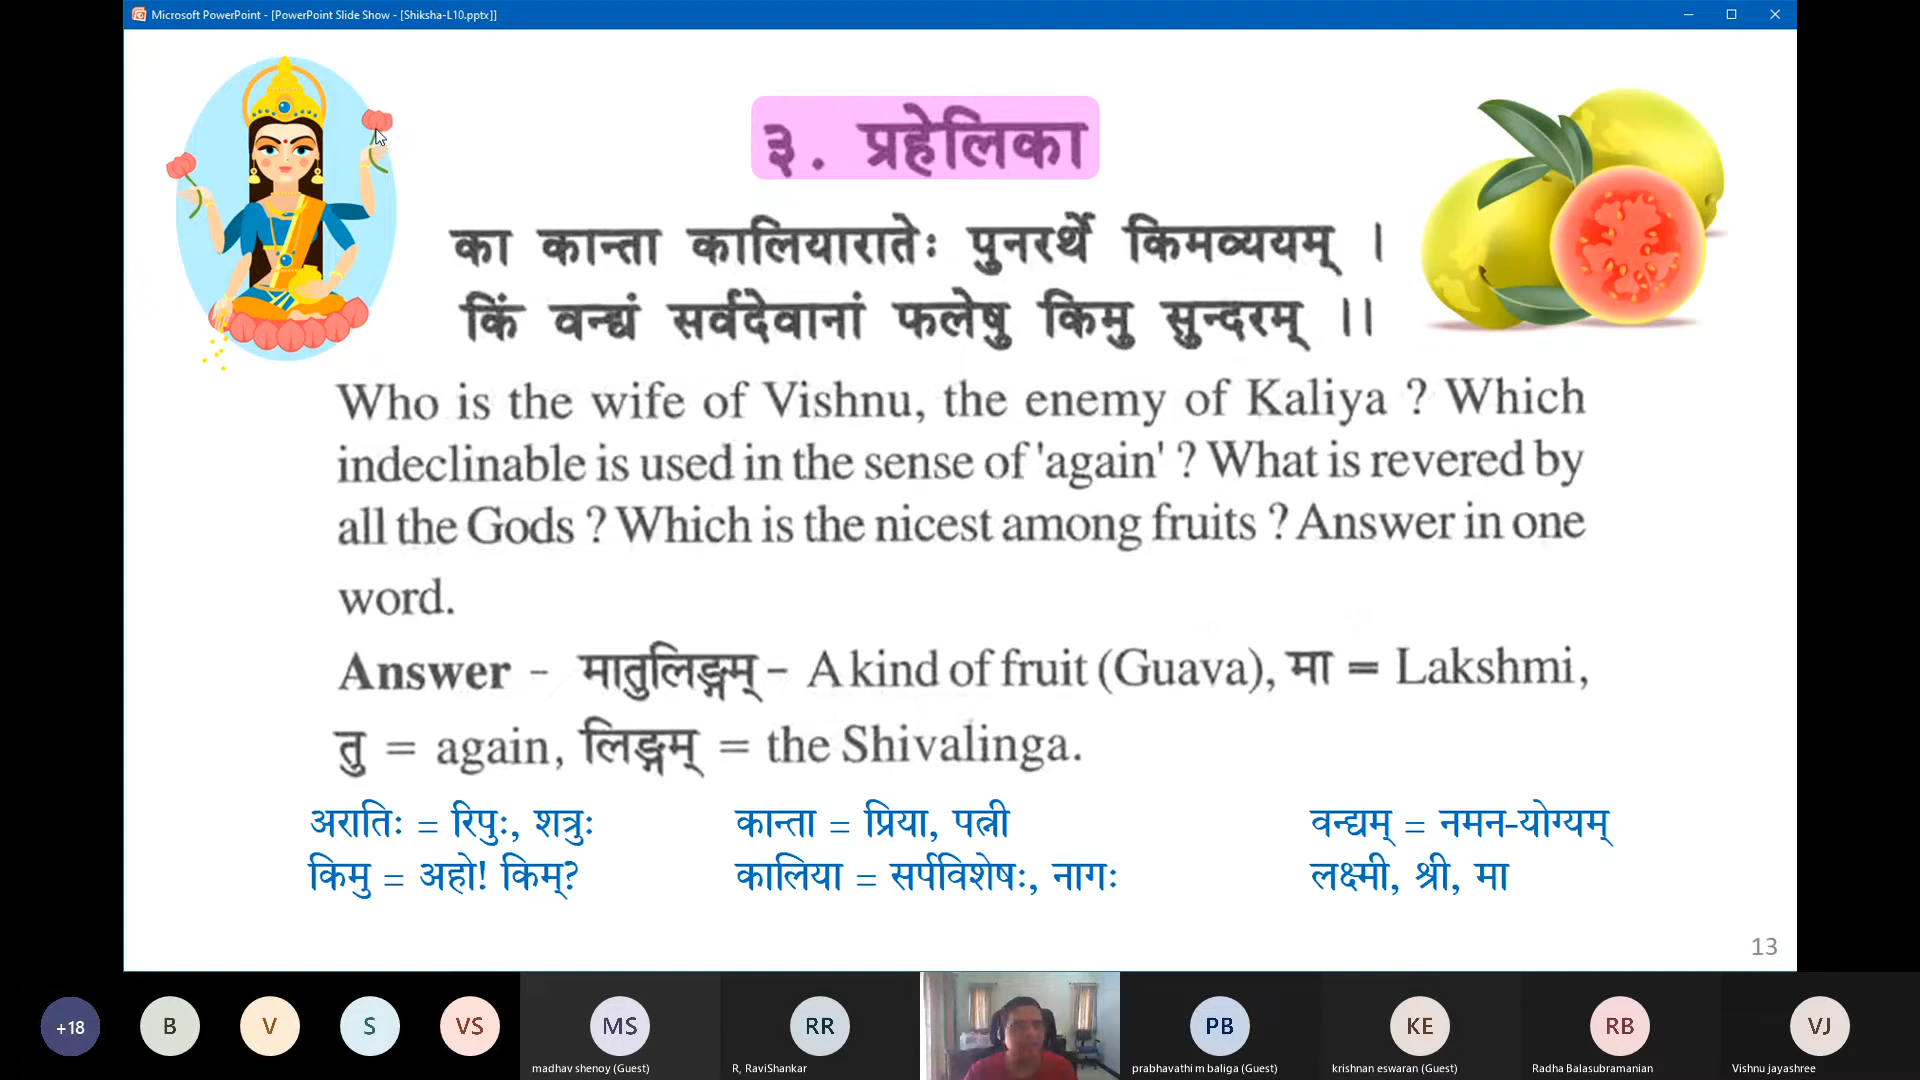 Microsoft PowerPoint - [PowerPoint Slide Show - [Shiksha-L10.pptx]]
३. प्रहेलिका
का कान्ता कालियारातेः पुनरर्थे किमव्ययम् ।
किं वन्द्यं सर्वदेवानां फलेषु किमु सुन्दरम् ।।
Who is the wife of Vishnu, the enemy of Kaliya ? Which
indeclinable is used in the sense of 'again' ? What is revered by
all the Gods ? Which is the nicest among fruits ? Answer in one
word.
Answer - मातुलिङ्गम् - A kind of fruit (Guava), मा = Lakshmi,
तु = again, लिङ्गम् = the Shivalinga.
अरातिः = रिपुः, शत्रुः कान्ता = प्रिया, पत्नी वन्द्यम् = नमन-योग्यम्
किमु = अहो! किम्? कालिया = सर्पविशेषः, नागः लक्ष्मी, श्री, मा
13
+18 B V S VS MS RR PB KE RB VJ
madhav shenoy (Guest) R, RaviShankar prabhavathi m baliga (Guest) krishnan eswaran (Guest) Radha Balasubramanian Vishnu jayashree